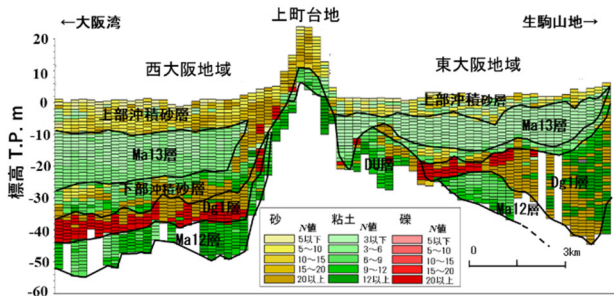 ←大阪湾
上町台地
生駒山地→
西大阪地域
東大阪地域
標高 T.P. m
20
10
0
-10
-20
-30
-40
-50
-60
上部沖積砂層
Ma13層
下部沖積砂層
Dg1層
Ma12層
上部沖積砂層
Ma13層
DU層
Dg1層
Ma12層
砂 N値
5以下
5~10
10~15
15~20
20以上
粘土 N値
3以下
3~6
6~9
9~12
12以上
礫 N値
5以下
5~10
10~15
15~20
20以上
0 3km